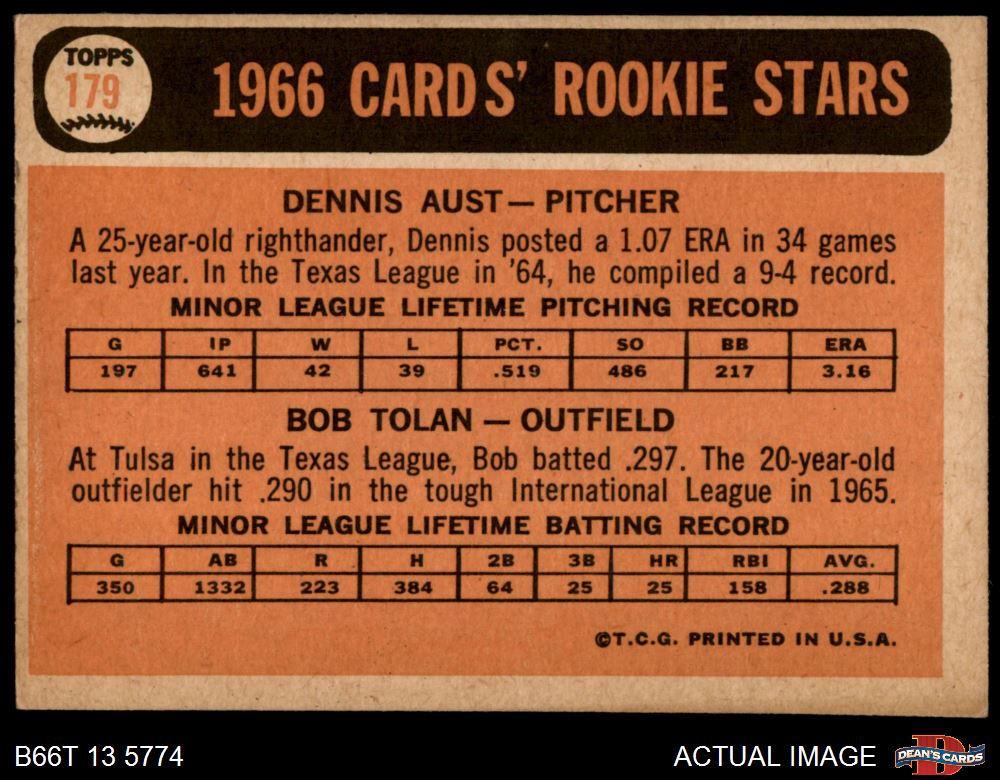 TOPPS
179
1966 CARDS' ROOKIE STARS
DENNIS AUST — PITCHER
A 25-year-old righthander, Dennis posted a 1.07 ERA in 34 games
last year. In the Texas League in '64, he compiled a 9-4 record.
MINOR LEAGUE LIFETIME PITCHING RECORD
G IP W L PCT. SO BB ERA
197 641 42 39 .519 486 217 3.16
BOB TOLAN — OUTFIELD
At Tulsa in the Texas League, Bob batted .297. The 20-year-old
outfielder hit .290 in the tough International League in 1965.
MINOR LEAGUE LIFETIME BATTING RECORD
G AB R H 2B 3B HR RBI AVG.
350 1332 223 384 64 25 25 158 .288
©T.C.G. PRINTED IN U.S.A.
B66T 13 5774
ACTUAL IMAGE
DEAN'S CARDS